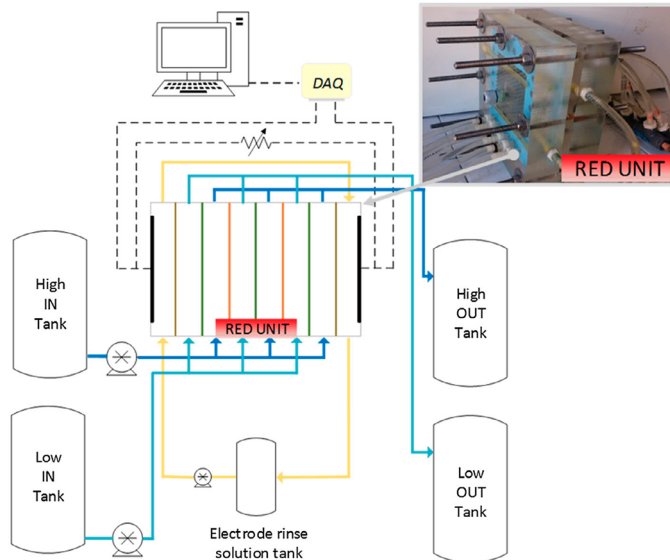 DAQ
RED UNIT
High
IN
Tank
High
OUT
Tank
RED UNIT
Low
IN
Tank
Low
OUT
Tank
Electrode rinse
solution tank